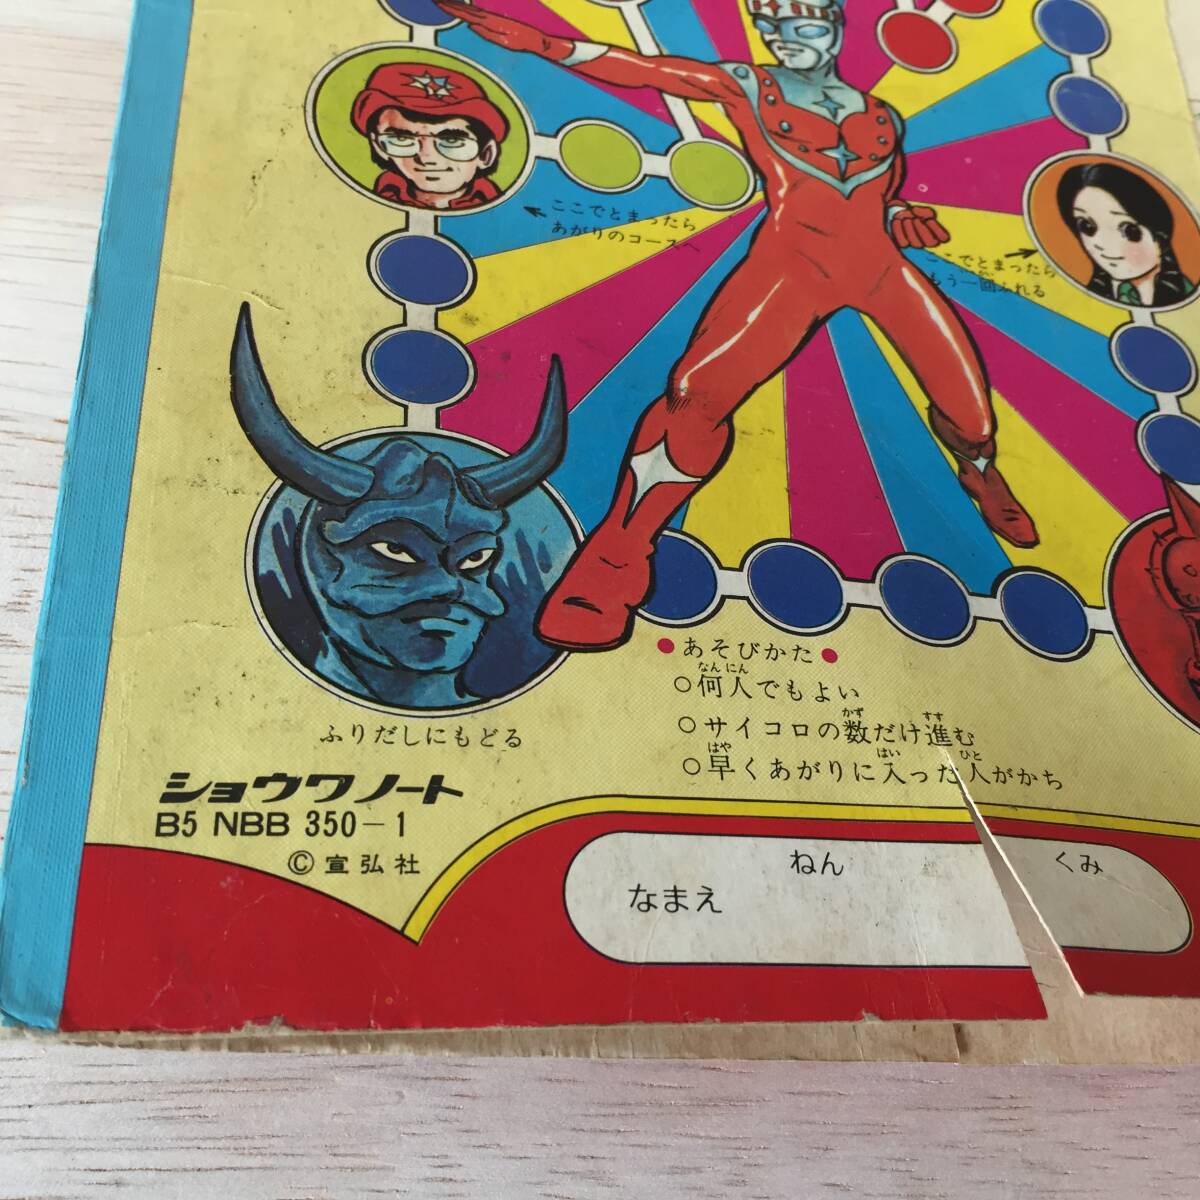 ここでとまったら
あがりのコースへ
ここでとまったら
もう一回ふれる
●あそびかた●
なんにん
○何人でもよい
かず すす
○サイコロの数だけ進む
はや はい ひと
○早くあがりに入った人がかち
ふりだしにもどる
ショウワノート
B5 NBB 350-1
©宣弘社
ねん くみ
なまえ